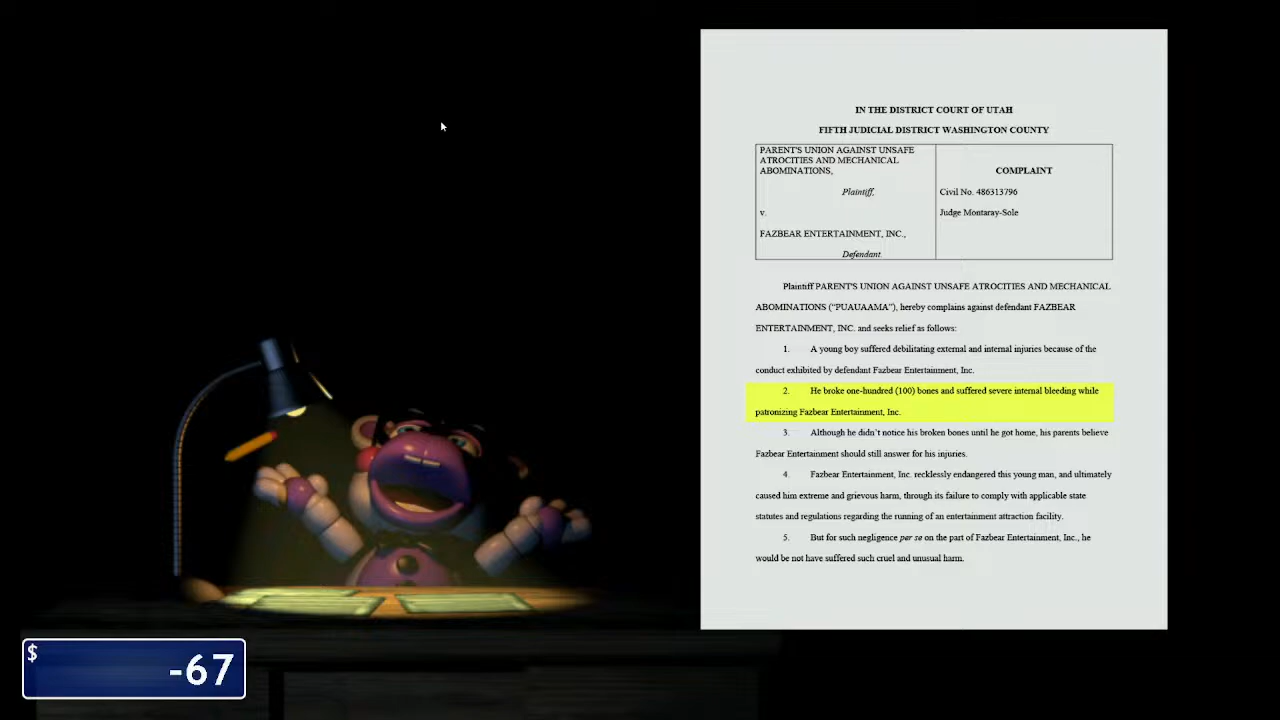 IN THE DISTRICT COURT OF UTAH
FIFTH JUDICIAL DISTRICT WASHINGTON COUNTY
PARENT'S UNION AGAINST UNSAFE
ATROCITIES AND MECHANICAL
ABOMINATIONS,
Plaintiff,
v.
FAZBEAR ENTERTAINMENT, INC.,
Defendant
COMPLAINT
Civil No. 486313796
Judge Montaray-Sole
Plaintiff PARENT'S UNION AGAINST UNSAFE ATROCITIES AND MECHANICAL
ABOMINATIONS (“PUAUAAMA”), hereby complains against defendant FAZBEAR
ENTERTAINMENT, INC. and seeks relief as follows:
1. A young boy suffered debilitating external and internal injuries because of the
conduct exhibited by defendant Fazbear Entertainment, Inc.
2. He broke one-hundred (100) bones and suffered severe internal bleeding while
patronizing Fazbear Entertainment, Inc.
3. Although he didn’t notice his broken bones until he got home, his parents believe
Fazbear Entertainment should still answer for his injuries.
4. Fazbear Entertainment, Inc. recklessly endangered this young man, and ultimately
caused him extreme and grievous harm, through its failure to comply with applicable state
statutes and regulations regarding the running of an entertainment attraction facility.
5. But for such negligence per se on the part of Fazbear Entertainment, Inc., he
would be not have suffered such cruel and unusual harm.
$ -67